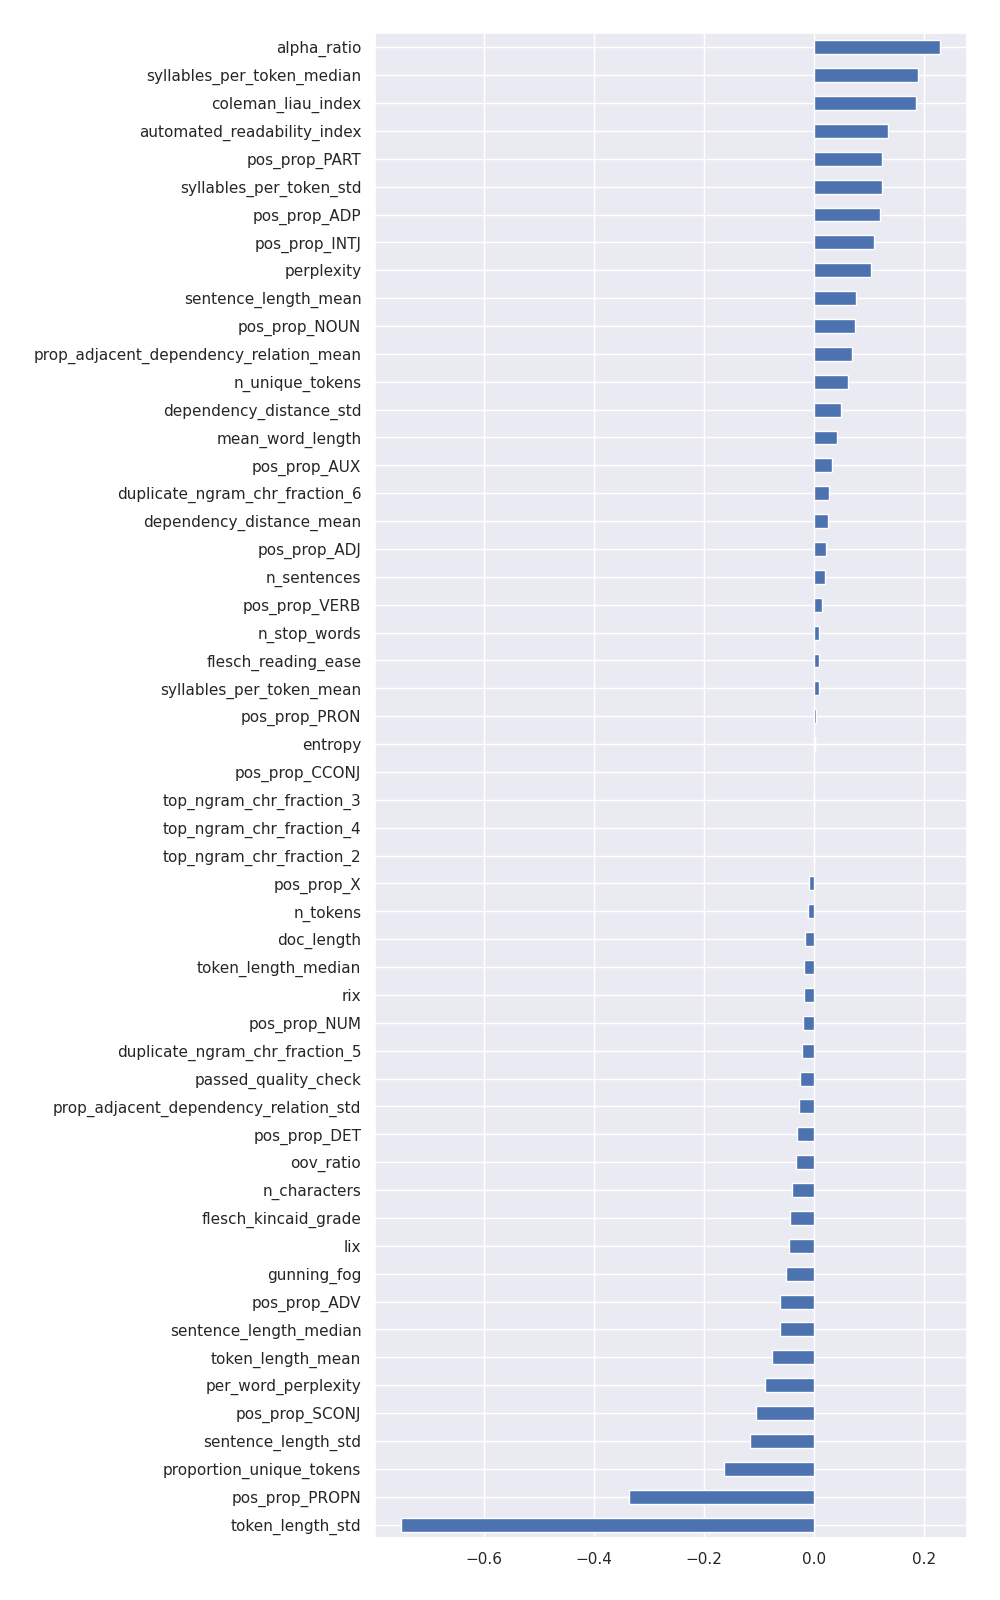 alpha_ratio
syllables_per_token_median
coleman_liau_index
automated_readability_index
pos_prop_PART
syllables_per_token_std
pos_prop_ADP
pos_prop_INTJ
perplexity
sentence_length_mean
pos_prop_NOUN
prop_adjacent_dependency_relation_mean
n_unique_tokens
dependency_distance_std
mean_word_length
pos_prop_AUX
duplicate_ngram_chr_fraction_6
dependency_distance_mean
pos_prop_ADJ
n_sentences
pos_prop_VERB
n_stop_words
flesch_reading_ease
syllables_per_token_mean
pos_prop_PRON
entropy
pos_prop_CCONJ
top_ngram_chr_fraction_3
top_ngram_chr_fraction_4
top_ngram_chr_fraction_2
pos_prop_X
n_tokens
doc_length
token_length_median
rix
pos_prop_NUM
duplicate_ngram_chr_fraction_5
passed_quality_check
prop_adjacent_dependency_relation_std
pos_prop_DET
oov_ratio
n_characters
flesch_kincaid_grade
lix
gunning_fog
pos_prop_ADV
sentence_length_median
token_length_mean
per_word_perplexity
pos_prop_SCONJ
sentence_length_std
proportion_unique_tokens
pos_prop_PROPN
token_length_std
−0.6 −0.4 −0.2 0.0 0.2